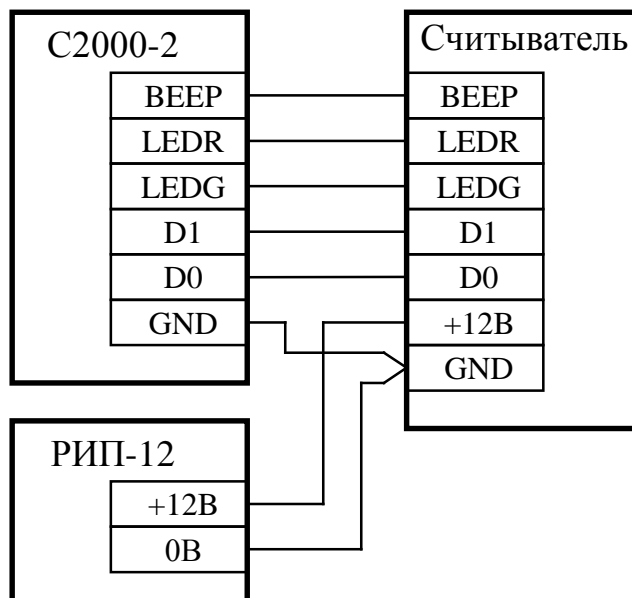 С2000-2
BEEP
LEDR
LEDG
D1
D0
GND
Считыватель
BEEP
LEDR
LEDG
D1
D0
+12В
GND
РИП-12
+12В
0В